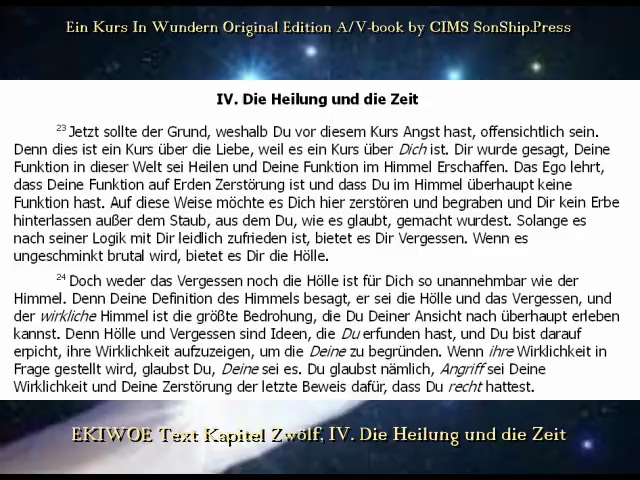 Ein Kurs In Wundern Original Edition A/V-book by CIMS SonShip.Press
IV. Die Heilung und die Zeit
23 Jetzt sollte der Grund, weshalb Du vor diesem Kurs Angst hast, offensichtlich sein.
Denn dies ist ein Kurs über die Liebe, weil es ein Kurs über Dich ist. Dir wurde gesagt, Deine
Funktion in dieser Welt sei Heilen und Deine Funktion im Himmel Erschaffen. Das Ego lehrt,
dass Deine Funktion auf Erden Zerstörung ist und dass Du im Himmel überhaupt keine
Funktion hast. Auf diese Weise möchte es Dich hier zerstören und begraben und Dir kein Erbe
hinterlassen außer dem Staub, aus dem Du, wie es glaubt, gemacht wurdest. Solange es
nach seiner Logik mit Dir leidlich zufrieden ist, bietet es Dir Vergessen. Wenn es
ungeschminkt brutal wird, bietet es Dir die Hölle.
24 Doch weder das Vergessen noch die Hölle ist für Dich so unannehmbar wie der
Himmel. Denn Deine Definition des Himmels besagt, er sei die Hölle und das Vergessen, und
der wirkliche Himmel ist die größte Bedrohung, die Du Deiner Ansicht nach überhaupt erleben
kannst. Denn Hölle und Vergessen sind Ideen, die Du erfunden hast, und Du bist darauf
erpicht, ihre Wirklichkeit aufzuzeigen, um die Deine zu begründen. Wenn ihre Wirklichkeit in
Frage gestellt wird, glaubst Du, Deine sei es. Du glaubst nämlich, Angriff sei Deine
Wirklichkeit und Deine Zerstörung der letzte Beweis dafür, dass Du recht hattest.
EKIWOE Text Kapitel Zwölf, IV. Die Heilung und die Zeit